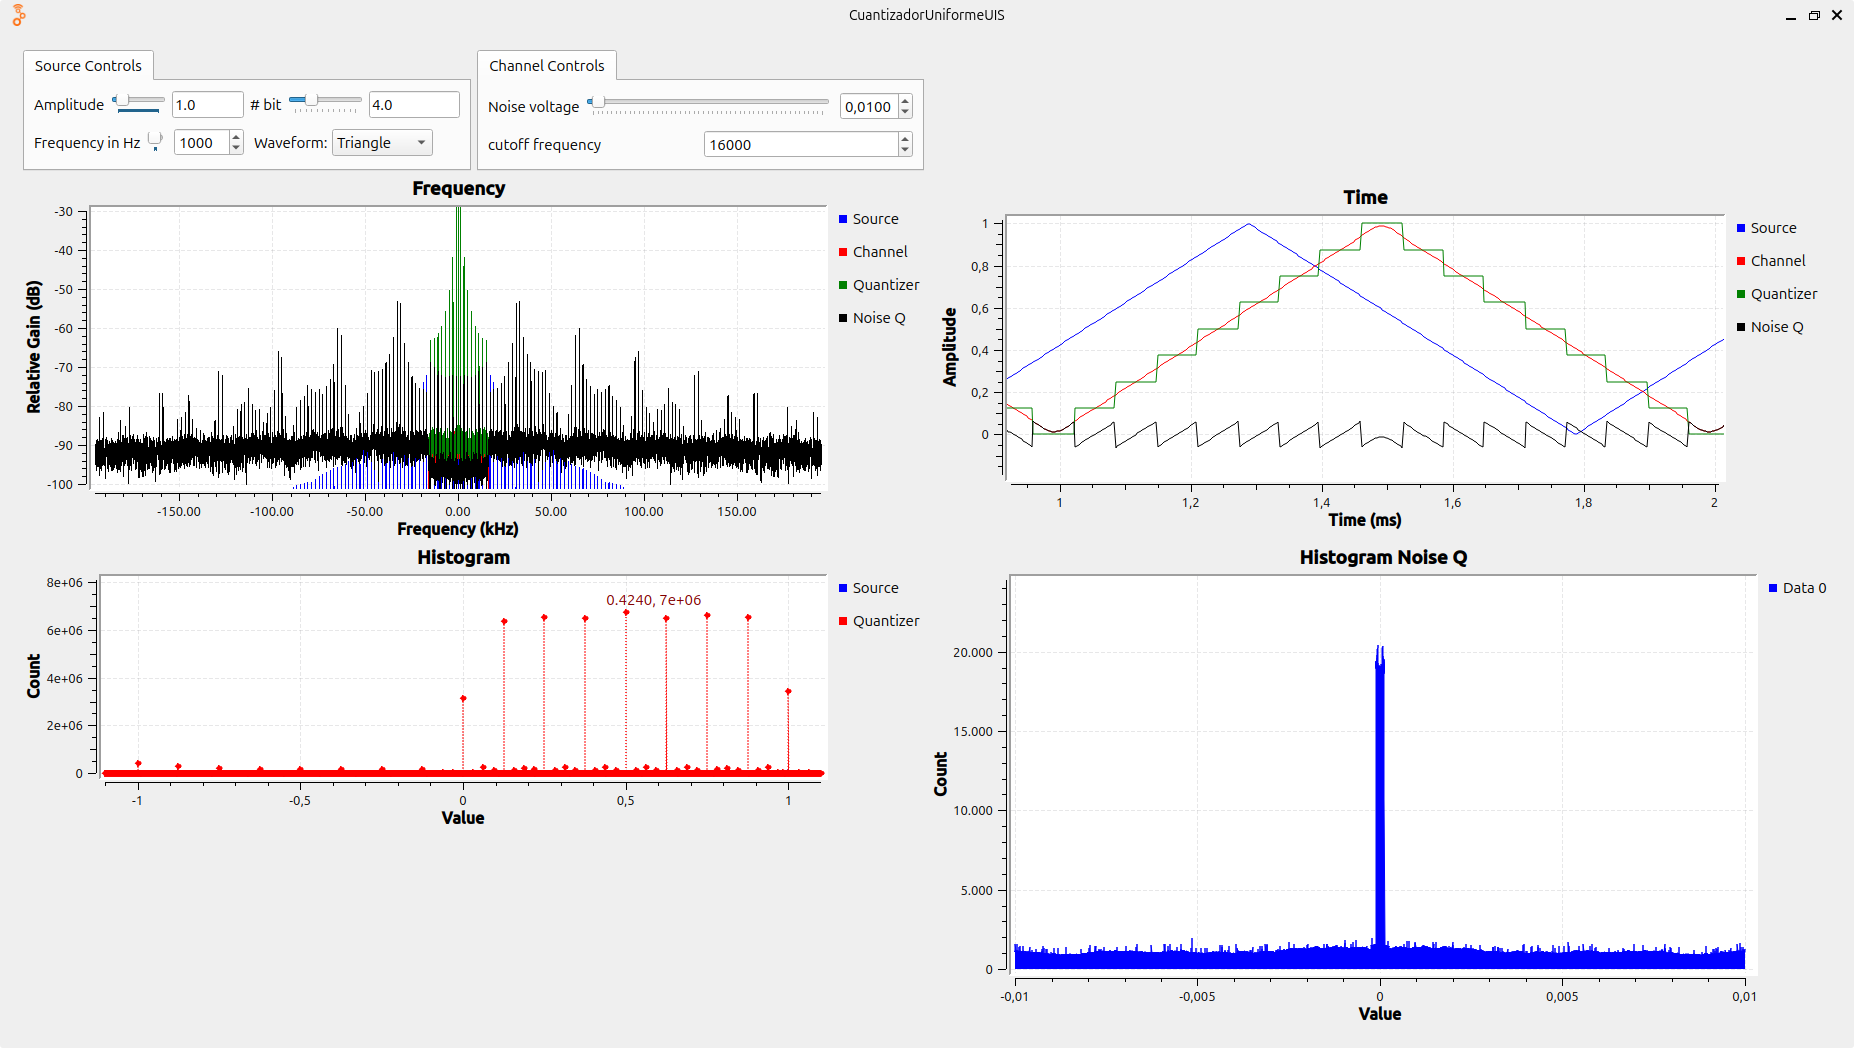 CuantizadorUniformeUIS
Source Controls
Amplitude 1.0 # bit 4.0
Frequency in Hz 1000 Waveform: Triangle
Channel Controls
Noise voltage 0,0100
cutoff frequency 16000
Frequency
Relative Gain (dB)
-30
-40
-50
-60
-70
-80
-90
-100
-150.00 -100.00 -50.00 0.00 50.00 100.00 150.00
Frequency (kHz)
Source
Channel
Quantizer
Noise Q
Time
Amplitude
1
0,8
0,6
0,4
0,2
0
1 1,2 1,4 1,6 1,8 2
Time (ms)
Source
Channel
Quantizer
Noise Q
Histogram
Count
8e+06
6e+06
4e+06
2e+06
0
0.4240, 7e+06
-1 -0,5 0 0,5 1
Value
Source
Quantizer
Histogram Noise Q
Count
20.000
15.000
10.000
5.000
0
-0,01 -0,005 0 0,005 0,01
Value
Data 0